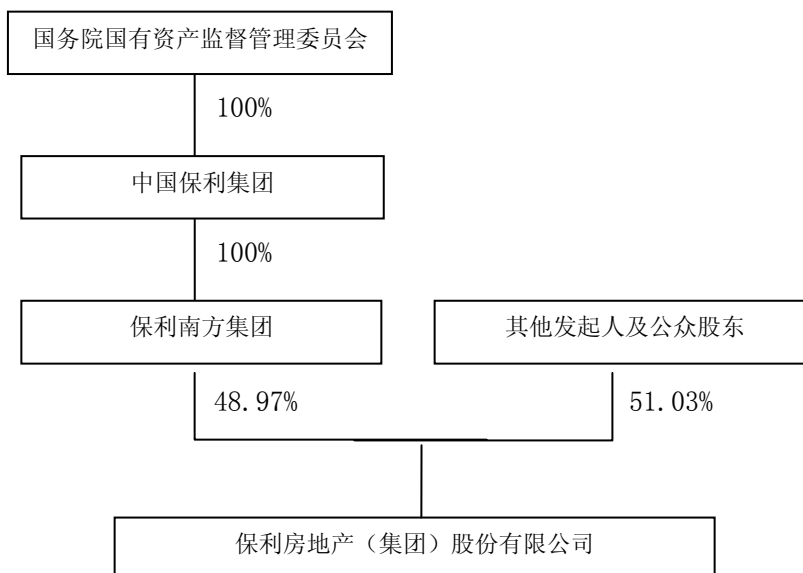 国务院国有资产监督管理委员会
100%
中国保利集团
100%
保利南方集团
其他发起人及公众股东
48.97%
51.03%
保利房地产（集团）股份有限公司